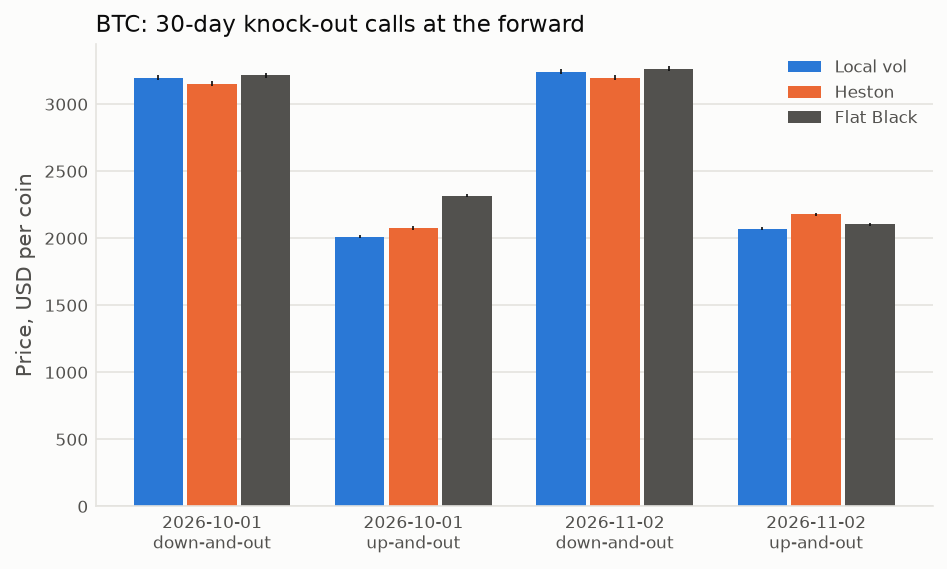 BTC: 30-day knock-out calls at the forward
Local vol
Heston
Flat Black
Price, USD per coin
3000
2500
2000
1500
1000
500
0
2026-10-01
down-and-out
2026-10-01
up-and-out
2026-11-02
down-and-out
2026-11-02
up-and-out